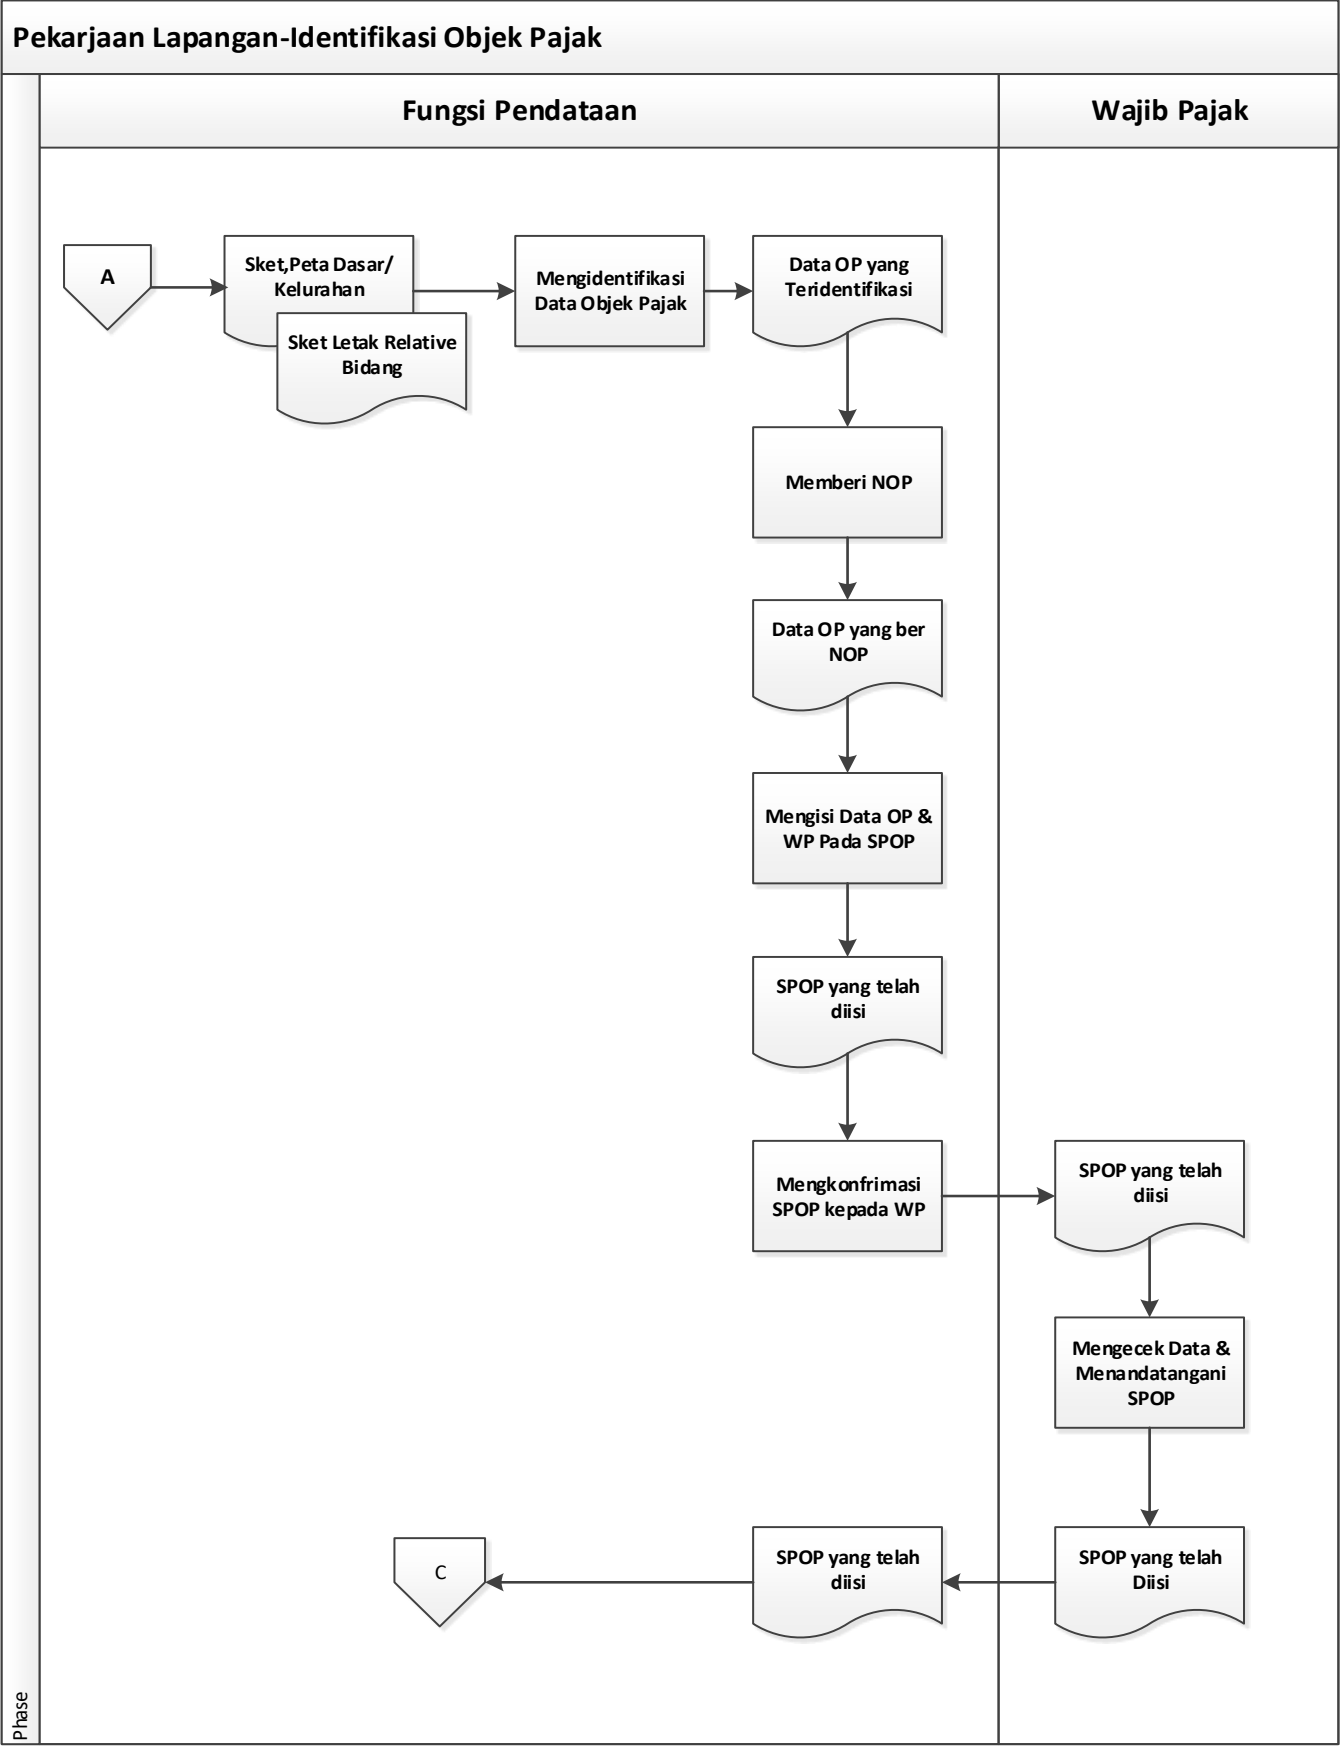 Pekarjaan Lapangan-Identifikasi Objek Pajak
Fungsi Pendataan
Wajib Pajak
A
Sket,Peta Dasar/
Kelurahan
Sket Letak Relative
Bidang
Mengidentifikasi
Data Objek Pajak
Data OP yang
Teridentifikasi
Memberi NOP
Data OP yang ber
NOP
Mengisi Data OP &
WP Pada SPOP
SPOP yang telah
diisi
Mengkonfrimasi
SPOP kepada WP
SPOP yang telah
diisi
Mengecek Data &
Menandatangani
SPOP
SPOP yang telah
Diisi
SPOP yang telah
diisi
C
Phase